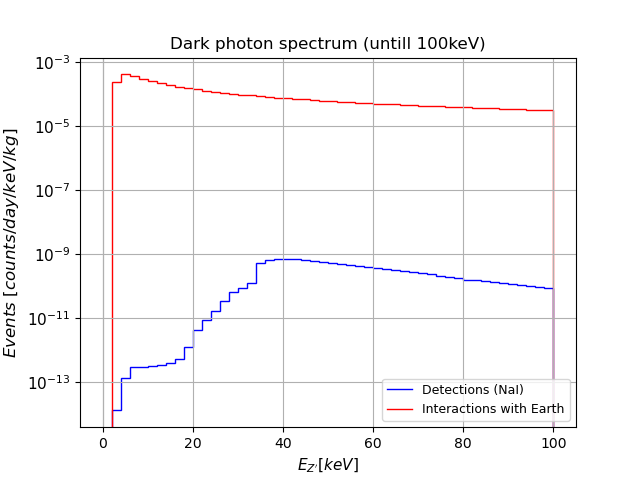 Dark photon spectrum (untill 100keV)
Events [counts/day/keV/kg]
10⁻³
10⁻⁵
10⁻⁷
10⁻⁹
10⁻¹¹
10⁻¹³
Detections (NaI)
Interactions with Earth
0 20 40 60 80 100
E_{Z'}[keV]